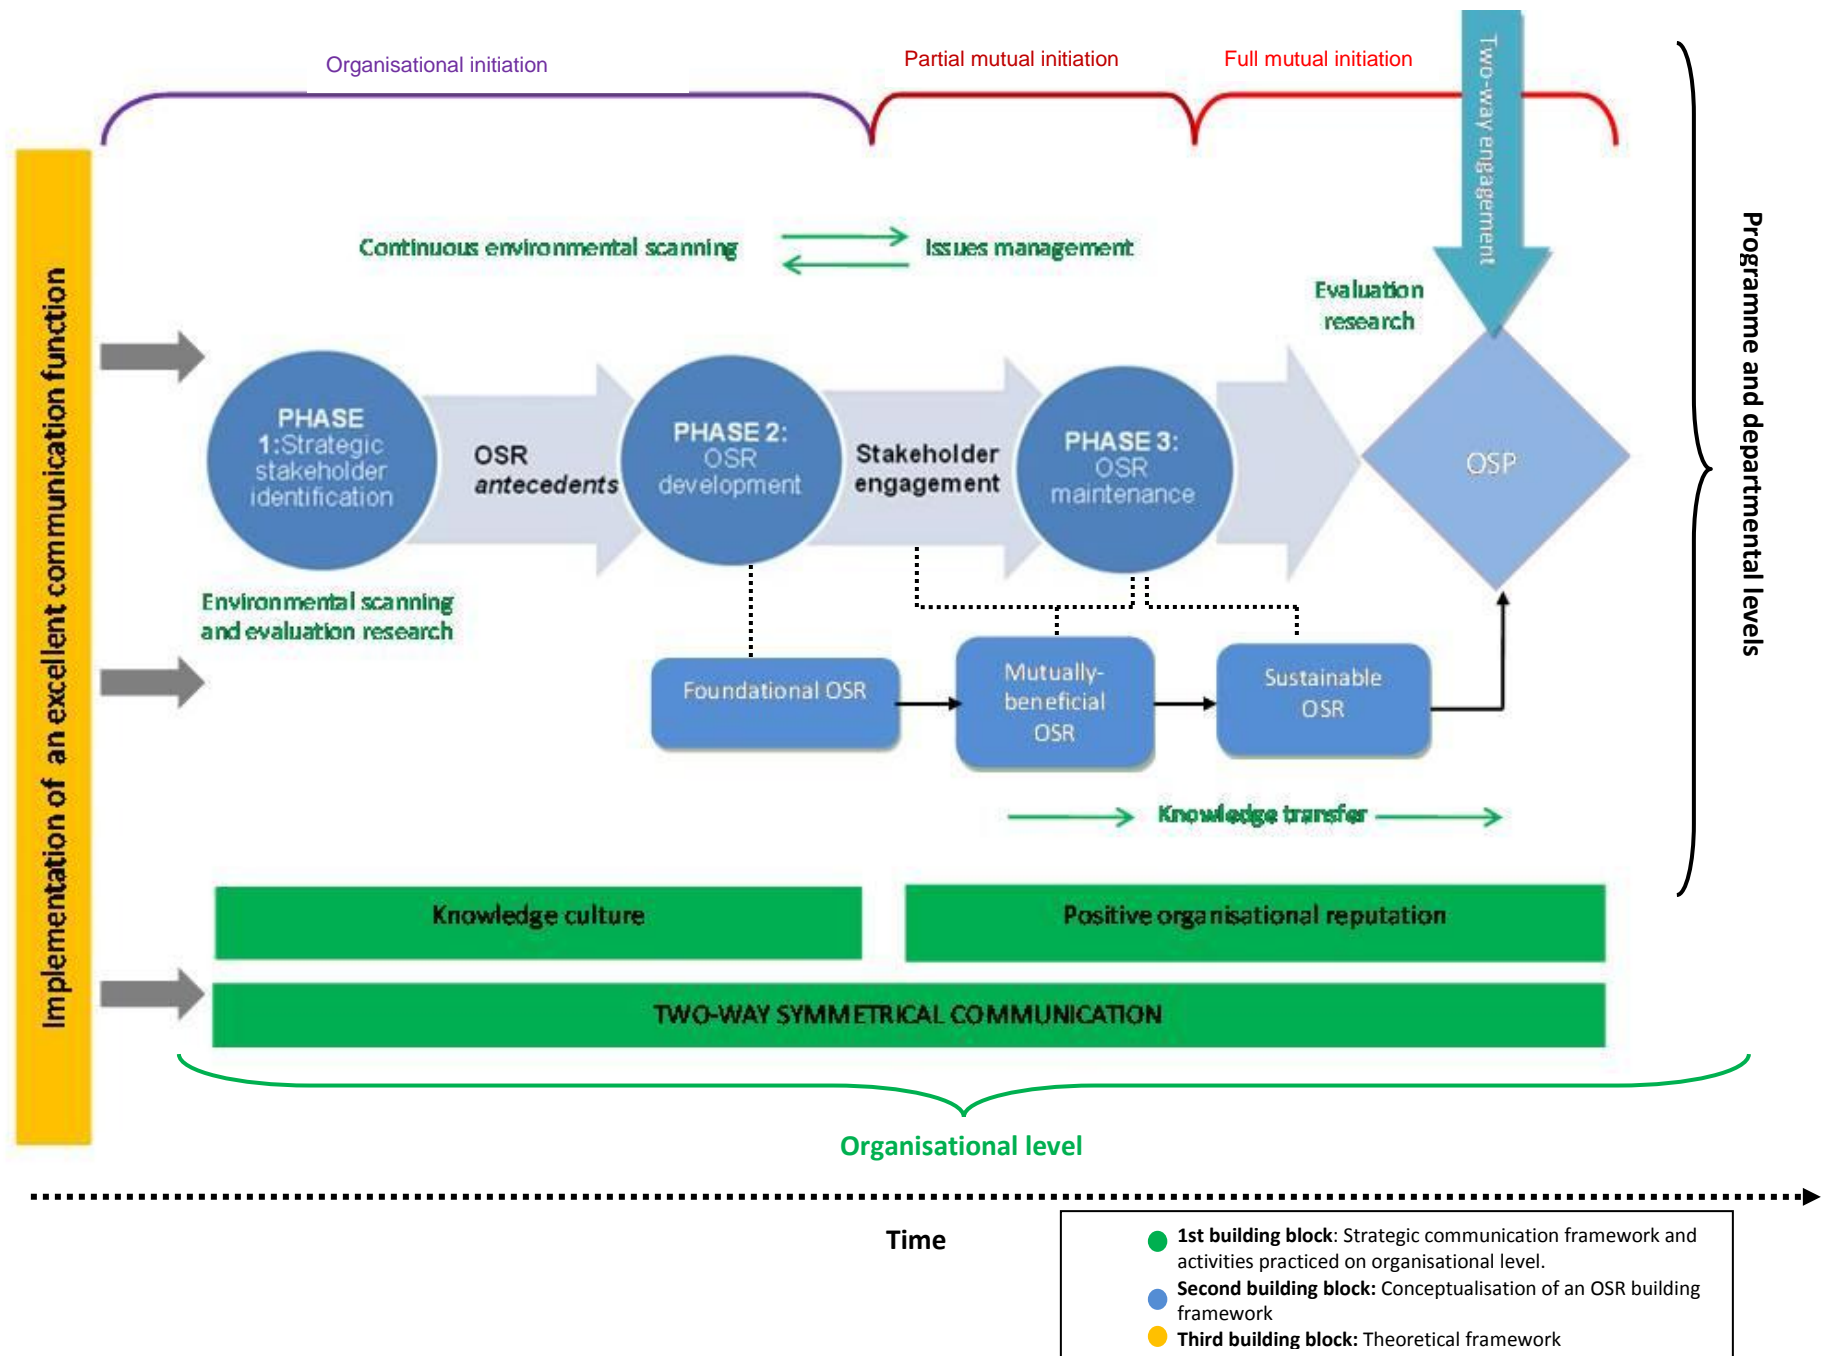 Organisational initiation
Partial mutual initiation
Full mutual initiation
Two-way engagement
Continuous environmental scanning
Issues management
Evaluation
research
Implementation of an excellent communication function
Programme and departmental levels
PHASE
1:Strategic
stakeholder
identification
OSR
antecedents
PHASE 2:
OSR
development
Stakeholder
engagement
PHASE 3:
OSR
maintenance
OSP
Environmental scanning
and evaluation research
Foundational OSR
Mutually-
beneficial
OSR
Sustainable
OSR
Knowledge transfer
Knowledge culture
Positive organisational reputation
TWO-WAY SYMMETRICAL COMMUNICATION
Organisational level
Time
1st building block: Strategic communication framework and
activities practiced on organisational level.
Second building block: Conceptualisation of an OSR building
framework
Third building block: Theoretical framework